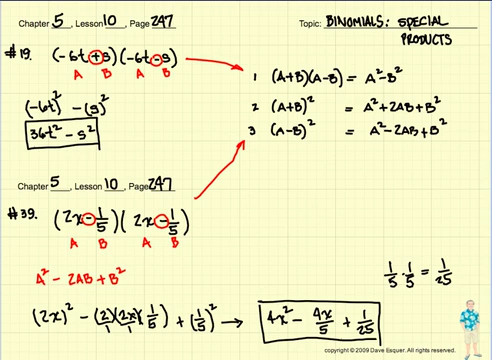 Chapter 5, Lesson 10, Page 247
Topic: BINOMIALS: SPECIAL PRODUCTS
#19. (-6t+s)(-6t-s)
A B A B
(-6t)² - (s)²
36t² - s²
1 (A+B)(A-B) = A²-B²
2 (A+B)² = A²+2AB+B²
3 (A-B)² = A²-2AB+B²
Chapter 5, Lesson 10, Page 247
#39. (2x - 1/5)(2x - 1/5)
A B A B
A² - 2AB + B²
1/5 · 1/5 = 1/25
(2x)² - (2/1)(2x/1)(1/5) + (1/5)² → 4x² - 4x/5 + 1/25
copyright ©2009 Dave Esquer. All rights reserved.